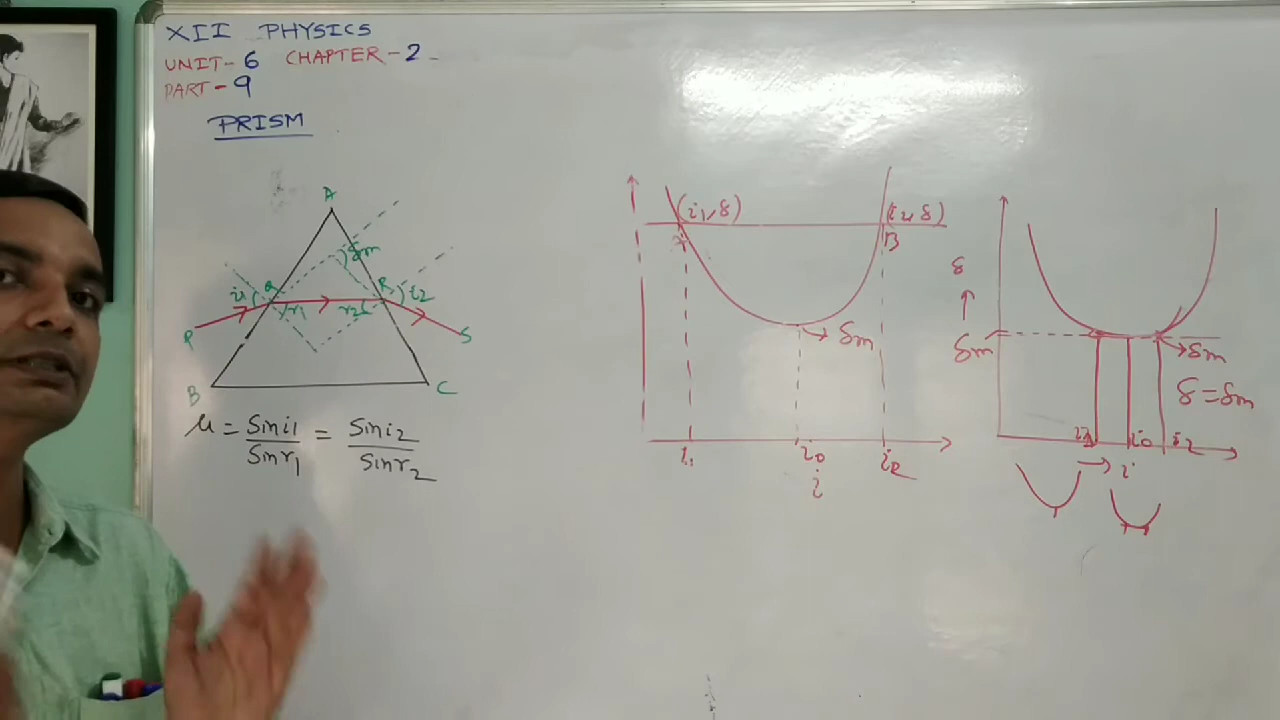 XII PHYSICS
UNIT-6 CHAPTER-2
PART-9
PRISM
A
δm
i1
Q
r1
r2
R
i2
P
S
B
C
μ = Sin i1 / Sin r1 = Sin i2 / Sin r2
(i1, δ)
(i2, δ)
A
B
→ δm
i1
i0
i2
i
δ
δm
→ δm
δ = δm
i1
i0
i2
→ i